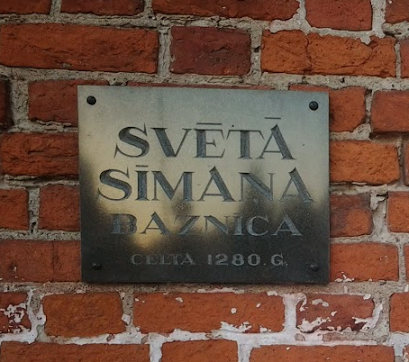 SVĒTĀ
SĪMAŅA
BAZNĪCA
CELTA 1280.G.